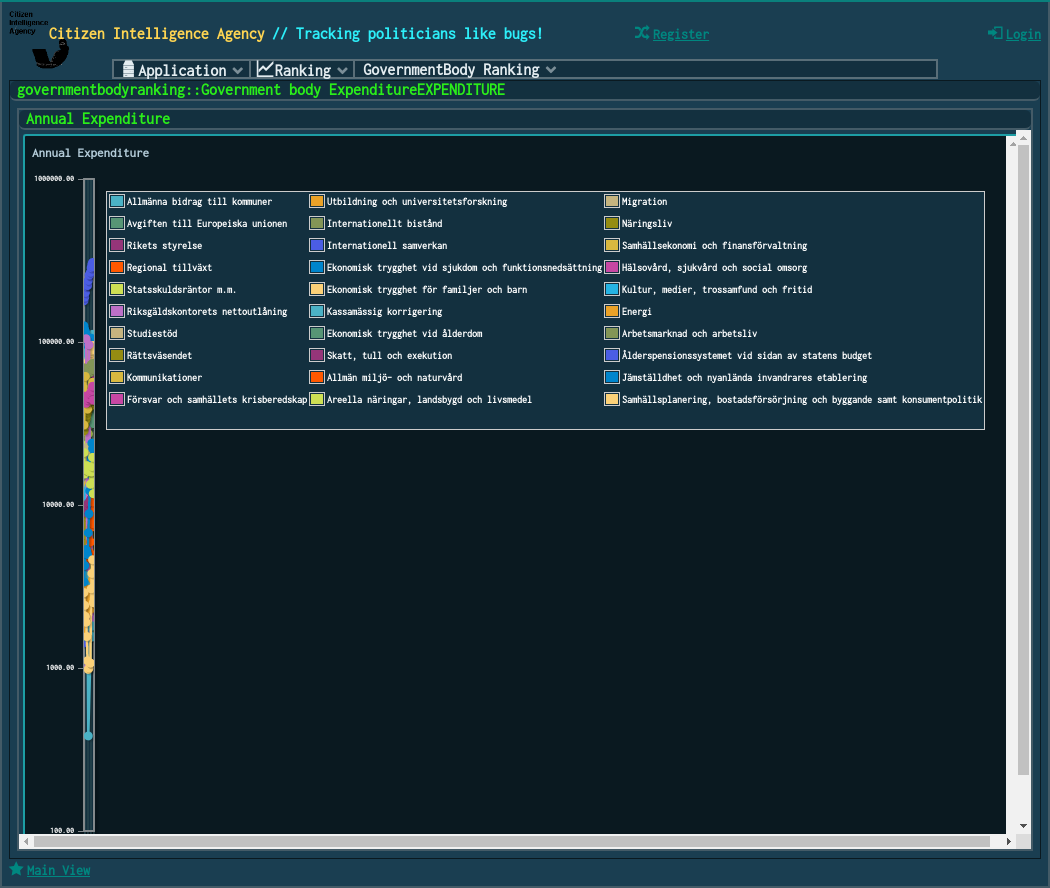 Citizen
Intelligence
Agency
Citizen Intelligence Agency // Tracking politicians like bugs!
Register
Login
Application
Ranking
GovernmentBody Ranking
governmentbodyranking::Government body ExpenditureEXPENDITURE
Annual Expenditure
Annual Expenditure
1000000.00
100000.00
10000.00
1000.00
100.00
Allmänna bidrag till kommuner
Utbildning och universitetsforskning
Migration
Avgiften till Europeiska unionen
Internationellt bistånd
Näringsliv
Rikets styrelse
Internationell samverkan
Samhällsekonomi och finansförvaltning
Regional tillväxt
Ekonomisk trygghet vid sjukdom och funktionsnedsättning
Hälsovård, sjukvård och social omsorg
Statsskuldsräntor m.m.
Ekonomisk trygghet för familjer och barn
Kultur, medier, trossamfund och fritid
Riksgäldskontorets nettoutlåning
Kassamässig korrigering
Energi
Studiestöd
Ekonomisk trygghet vid ålderdom
Arbetsmarknad och arbetsliv
Rättsväsendet
Skatt, tull och exekution
Ålderspensionssystemet vid sidan av statens budget
Kommunikationer
Allmän miljö- och naturvård
Jämställdhet och nyanlända invandrares etablering
Försvar och samhällets krisberedskap
Areella näringar, landsbygd och livsmedel
Samhällsplanering, bostadsförsörjning och byggande samt konsumentpolitik
Main View